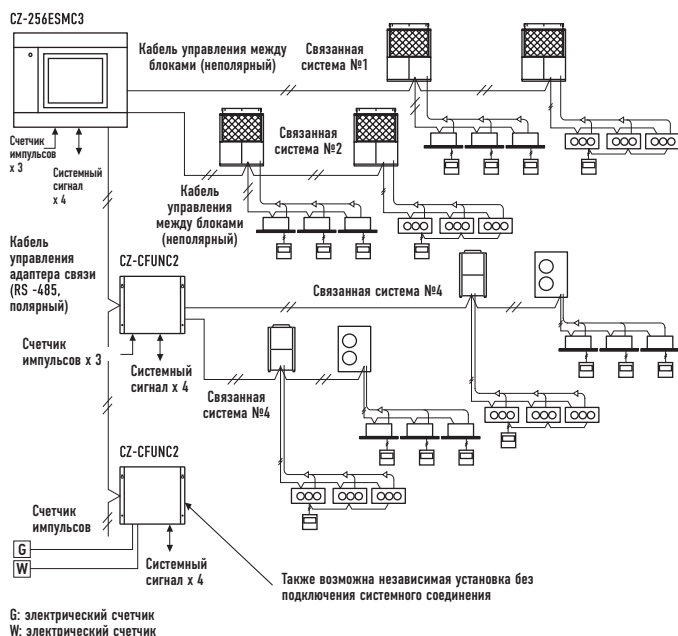 CZ-256ESMC3
Кабель управления между
блоками (неполярный)
Связанная
система №1
Счетчик
импульсов
x 3
Системный
сигнал
x 4
Связанная
система №2
Кабель
управления
между блоками
(неполярный)
Кабель
управления
адаптера связи
(RS -485,
полярный)
CZ-CFUNC2
Связанная система №4
Счетчик
импульсов x 3
Системный
сигнал x 4
Связанная
система №4
CZ-CFUNC2
Счетчик
импульсов
G
W
Системный
сигнал x 4
Также возможна независимая установка без
подключения системного соединения
G: электрический счетчик
W: электрический счетчик